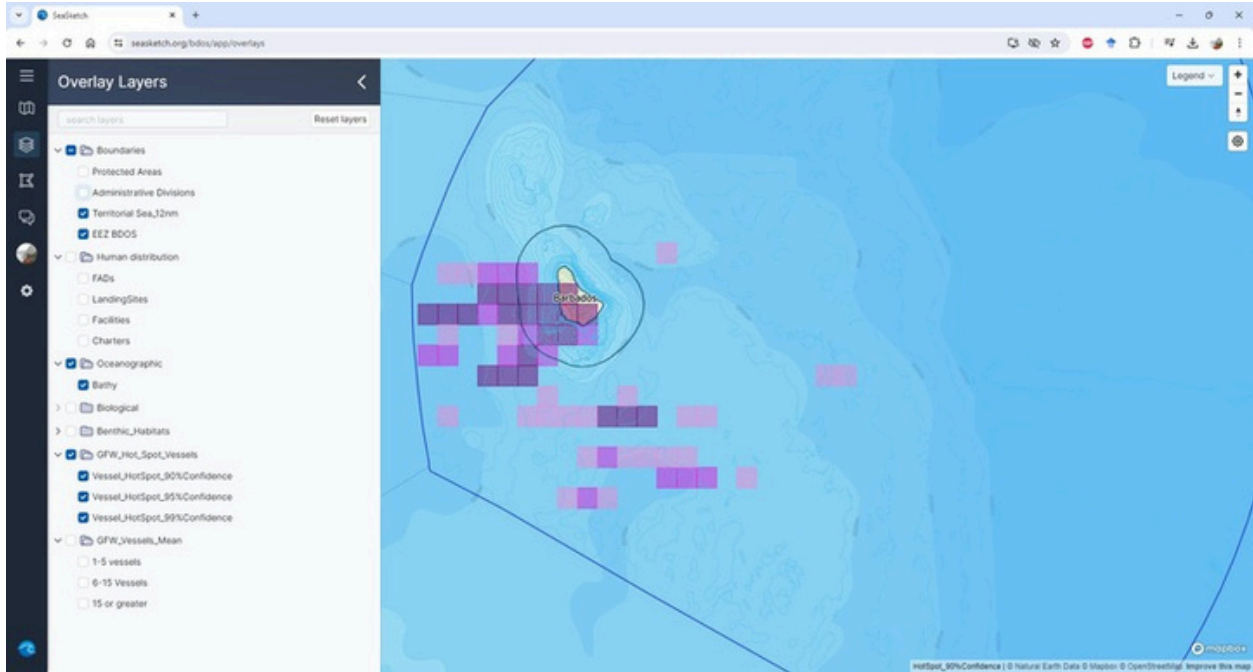 SeaSketch
seasketch.org/bdos/app/overlays
Overlay Layers
Legend
search layers
Reset layers
Boundaries
Protected Areas
Administrative Divisions
Territorial Sea_12nm
EEZ BDOS
Human distribution
FADs
LandingSites
Facilities
Charters
Oceanographic
Bathy
Biological
Benthic_Habitats
GFW_Hot_Spot_Vessels
Vessel_HotSpot_90%Confidence
Vessel_HotSpot_95%Confidence
Vessel_HotSpot_99%Confidence
GFW_Vessels_Mean
1-5 vessels
6-15 Vessels
15 or greater
Barbados
mapbox
HotSpot_90%Confidence | © Natural Earth Data © Mapbox © OpenStreetMap Improve this map